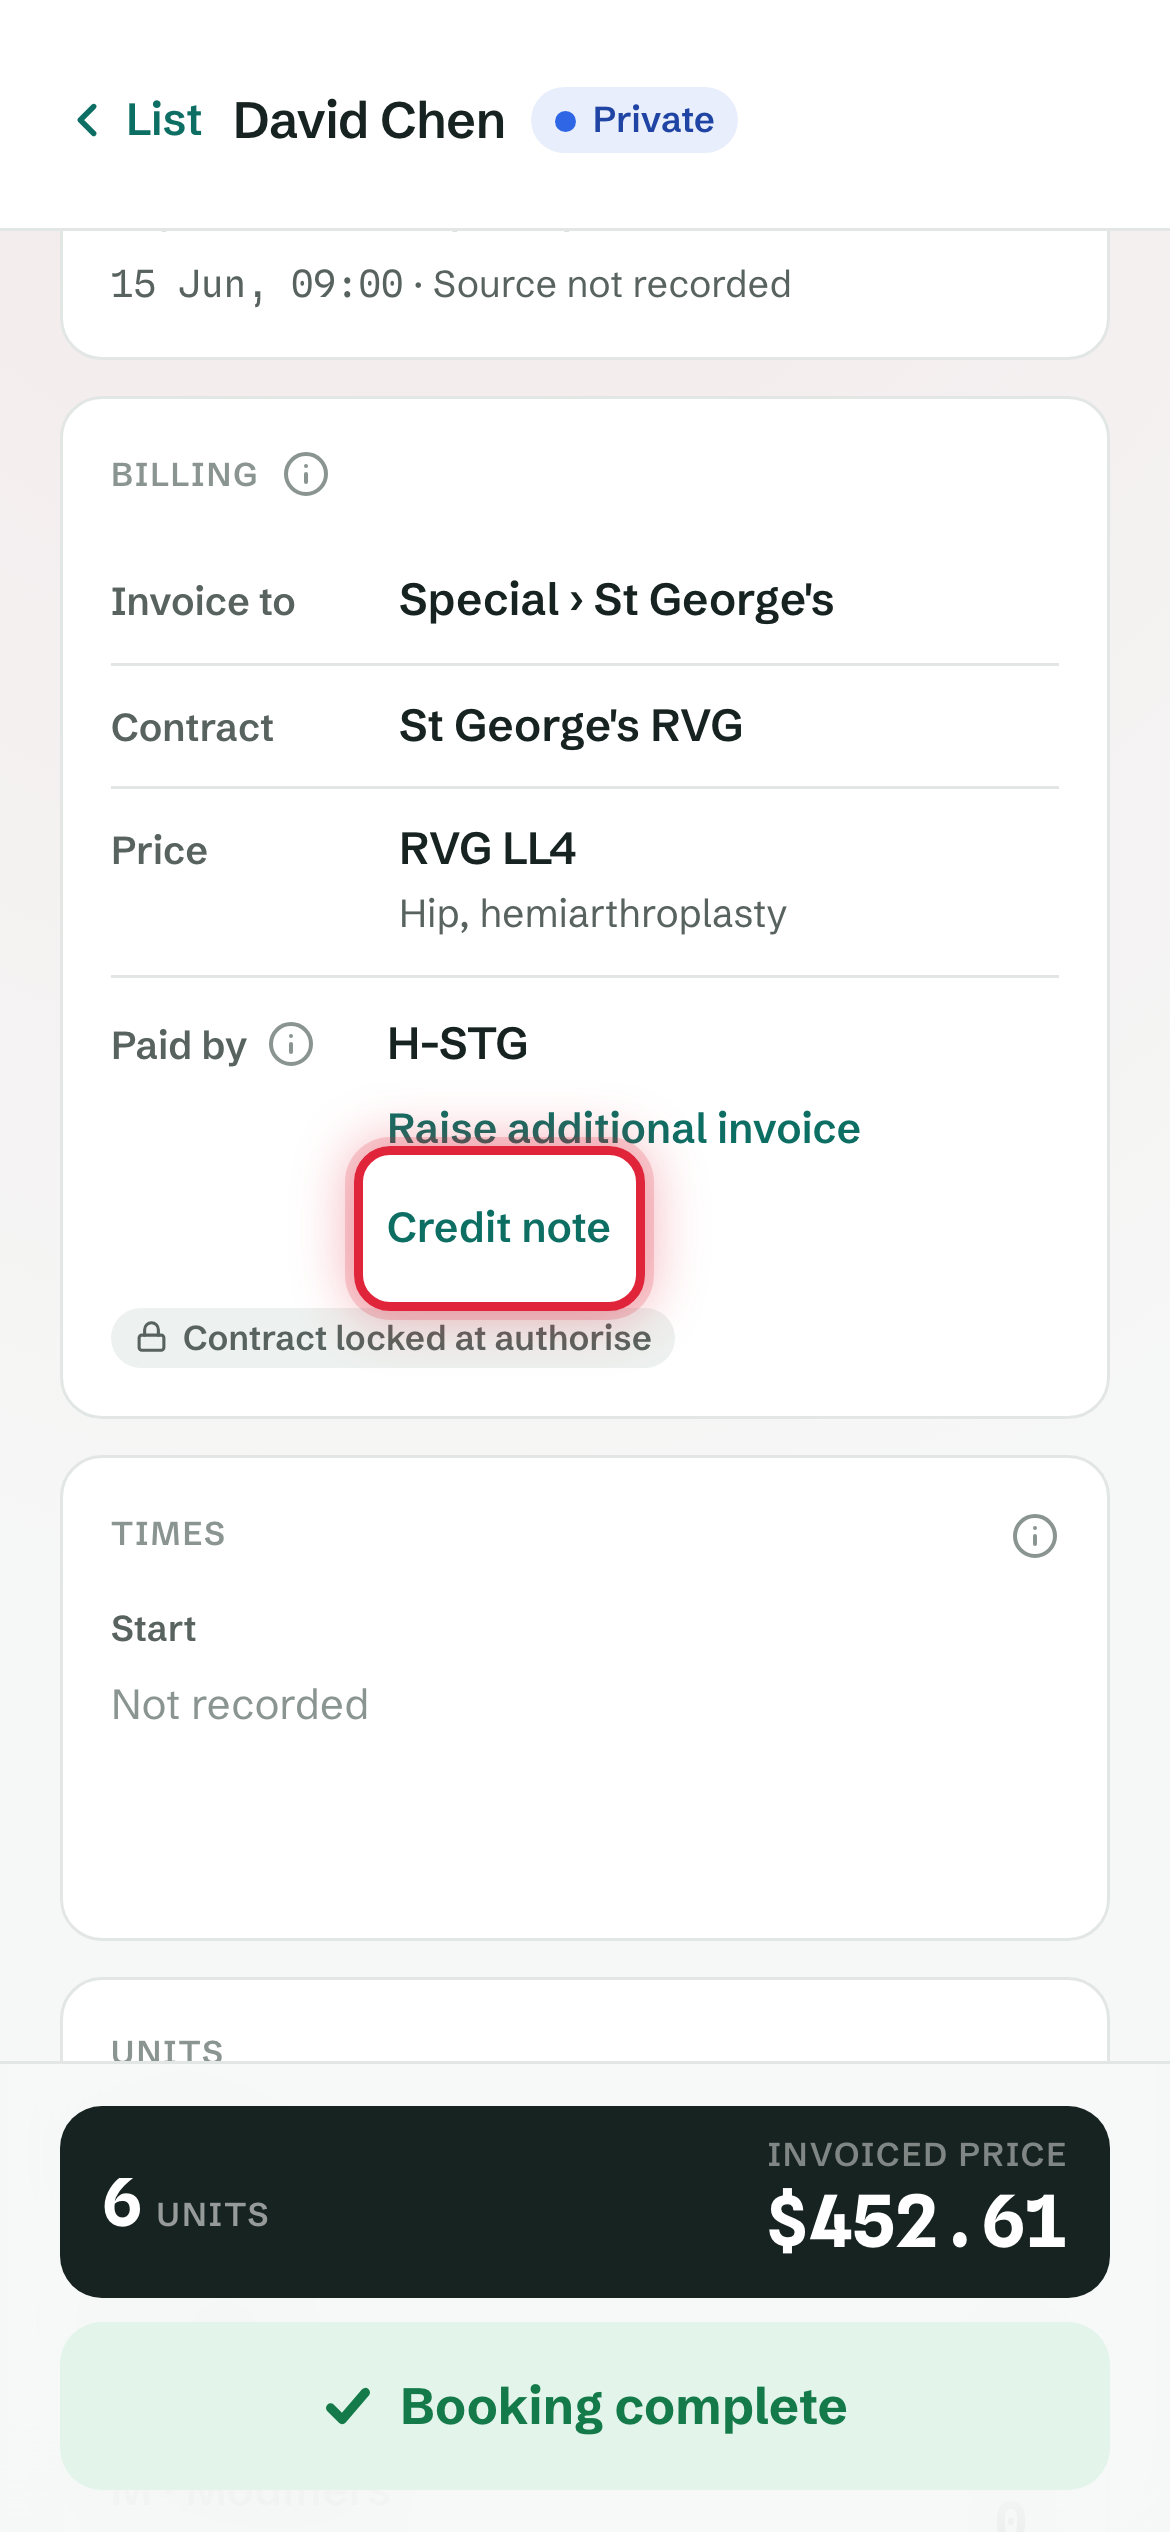 List David Chen Private
15 Jun, 09:00 · Source not recorded
BILLING
Invoice to Special › St George's
Contract St George's RVG
Price RVG LL4
Hip, hemiarthroplasty
Paid by H-STG
Raise additional invoice
Credit note
Contract locked at authorise
TIMES
Start
Not recorded
UNITS
INVOICED PRICE
6 UNITS $452.61
Booking complete